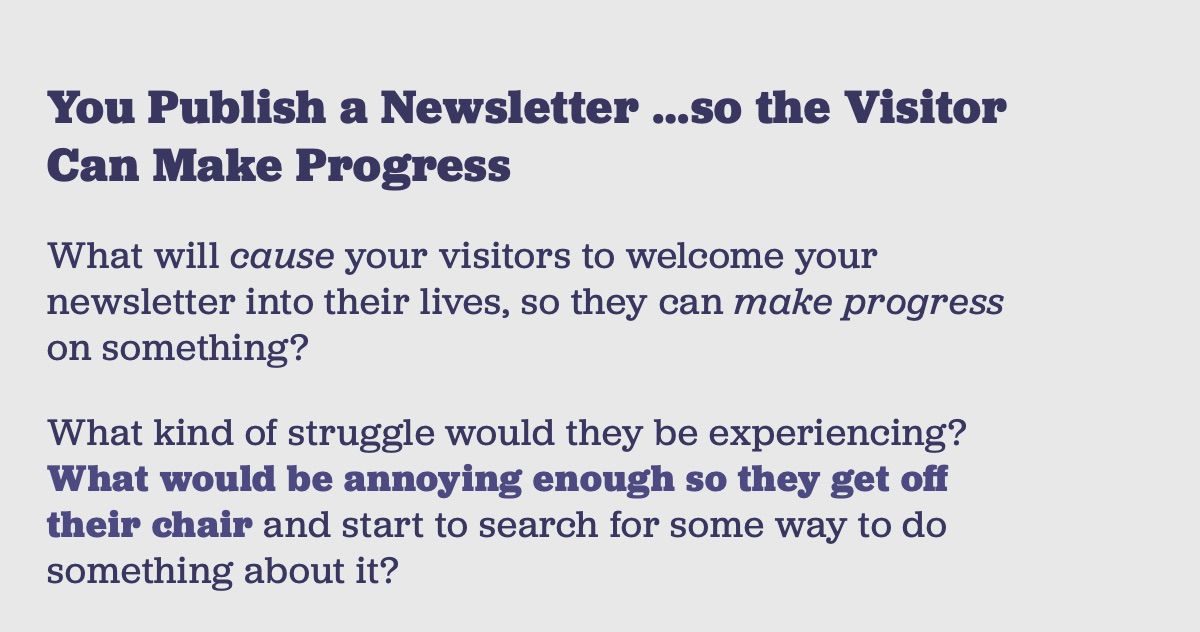 You Publish a Newsletter ...so the Visitor
Can Make Progress
What will cause your visitors to welcome your
newsletter into their lives, so they can make progress
on something?
What kind of struggle would they be experiencing?
What would be annoying enough so they get off
their chair and start to search for some way to do
something about it?